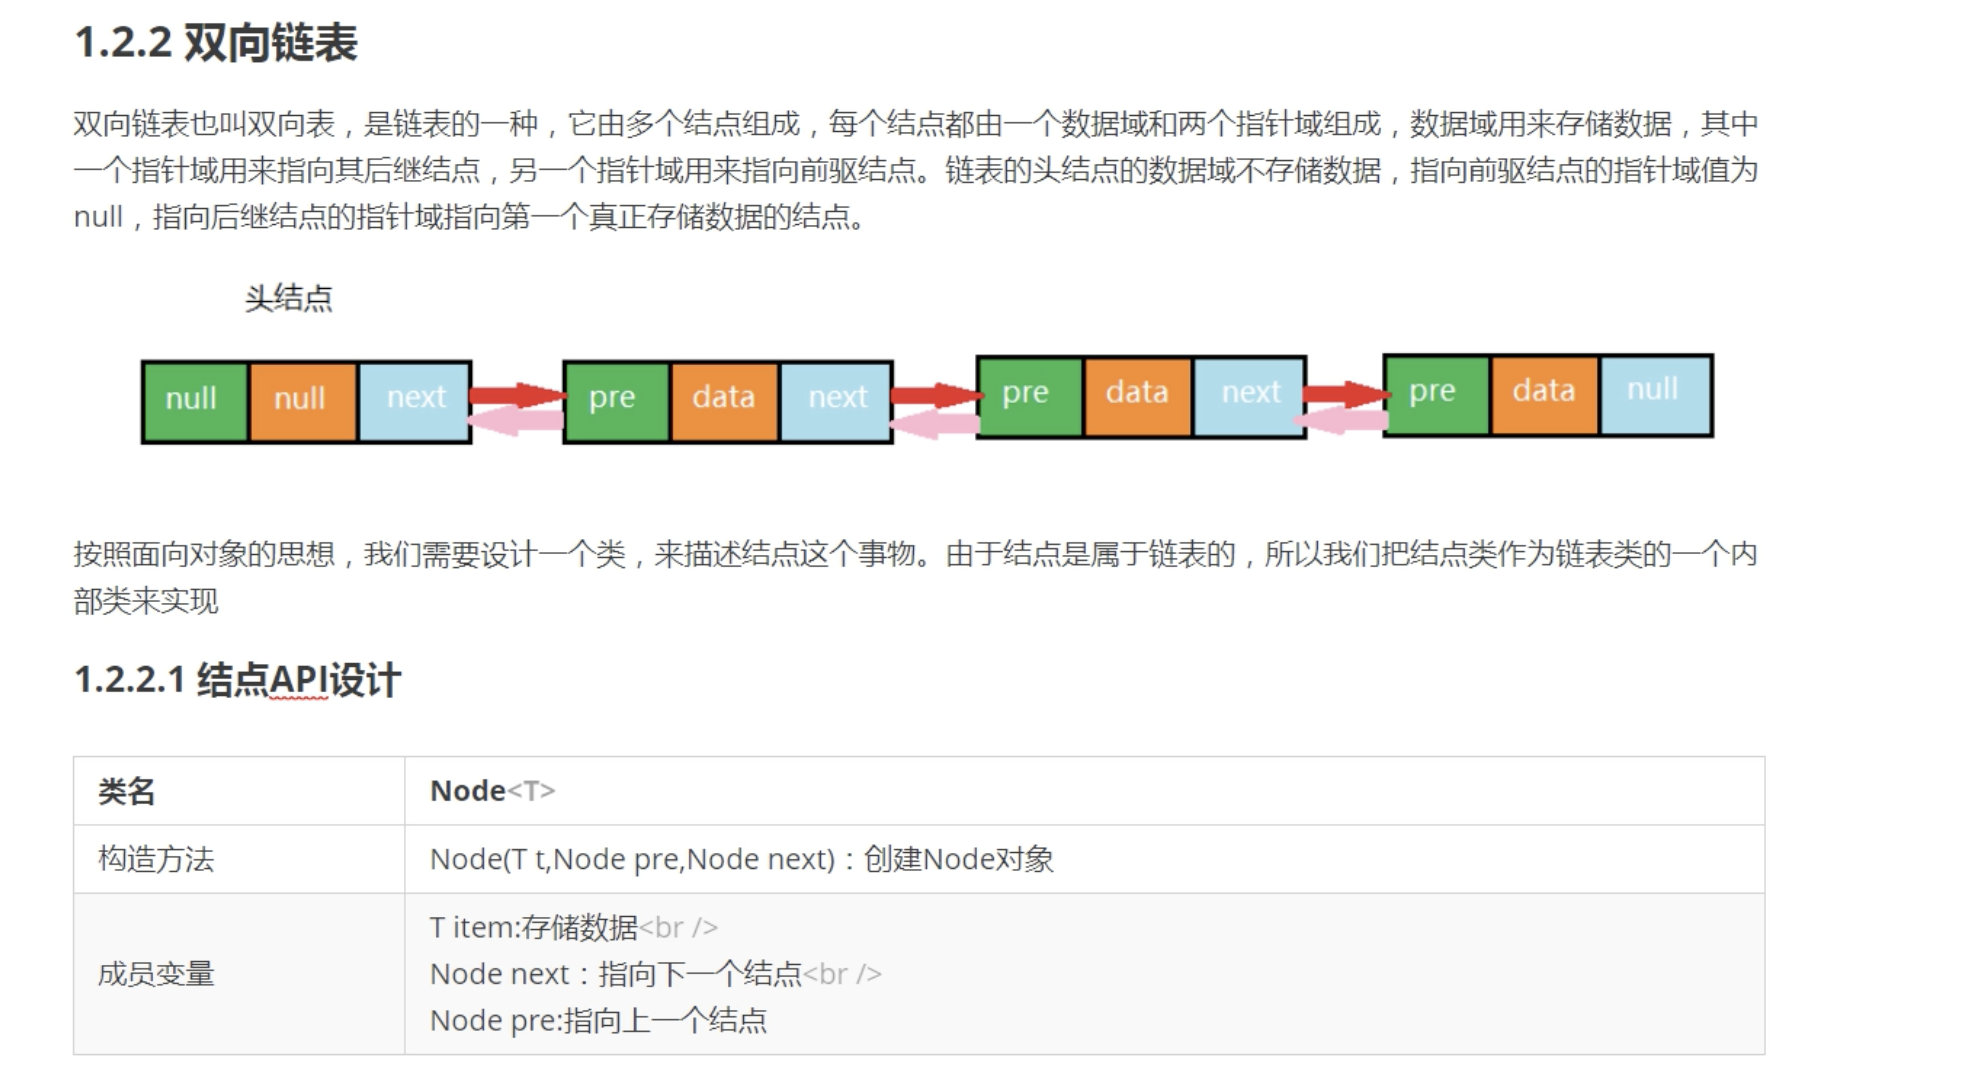 1.2.2 双向链表
双向链表也叫双向表，是链表的一种，它由多个结点组成，每个结点都由一个数据域和两个指针域组成，数据域用来存储数据，其中
一个指针域用来指向其后继结点，另一个指针域用来指向前驱结点。链表的头结点的数据域不存储数据，指向前驱结点的指针域值为
null，指向后继结点的指针域指向第一个真正存储数据的结点。
头结点
null null next pre data next pre data next pre data null
按照面向对象的思想，我们需要设计一个类，来描述结点这个事物。由于结点是属于链表的，所以我们把结点类作为链表类的一个内
部类来实现
1.2.2.1 结点API设计
类名 Node<T>
构造方法 Node(T t,Node pre,Node next)：创建Node对象
成员变量
T item:存储数据<br />
Node next：指向下一个结点<br />
Node pre:指向上一个结点